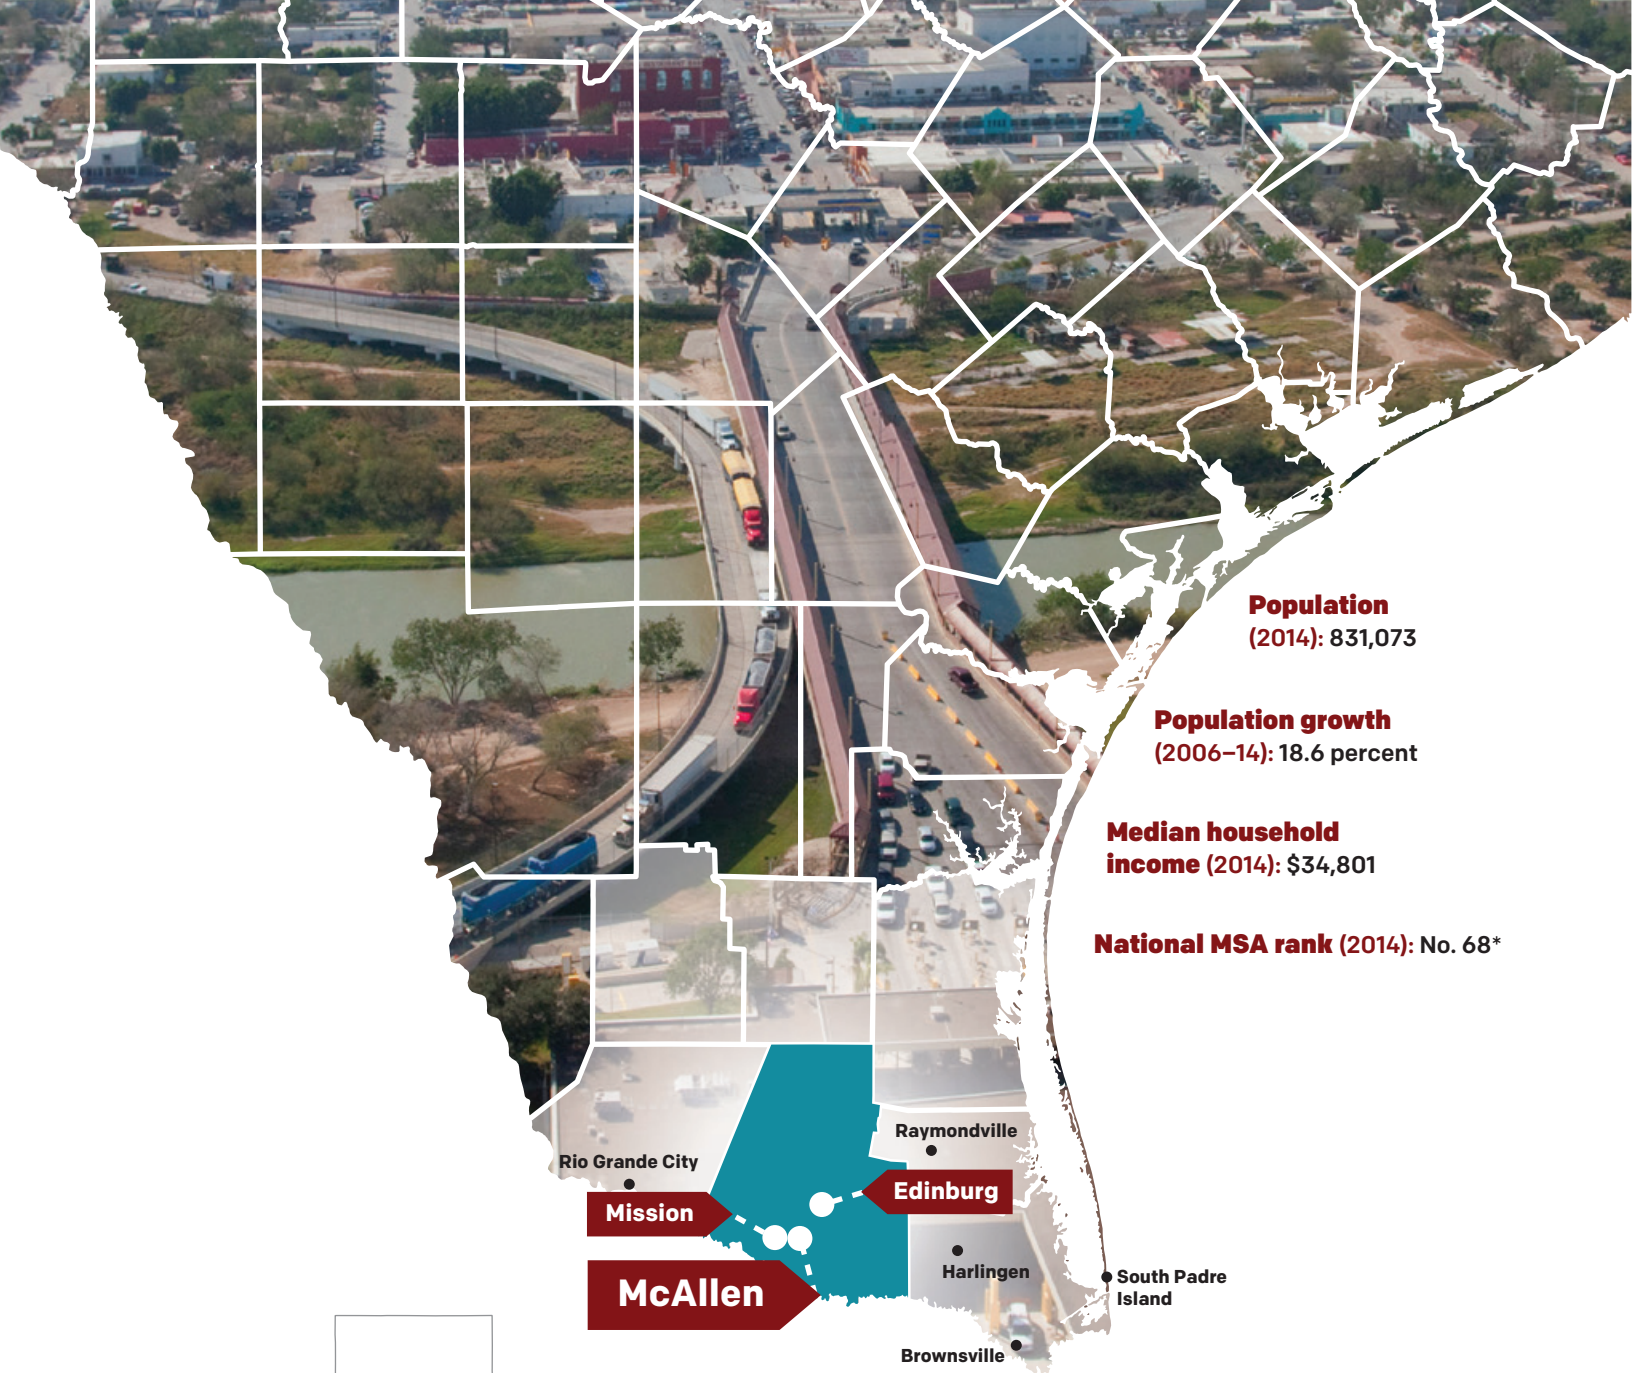 Population
(2014): 831,073
Population growth
(2006–14): 18.6 percent
Median household
income (2014): $34,801
National MSA rank (2014): No. 68*
Raymondville
Rio Grande City
Edinburg
Mission
McAllen
Harlingen
South Padre
Island
Brownsville